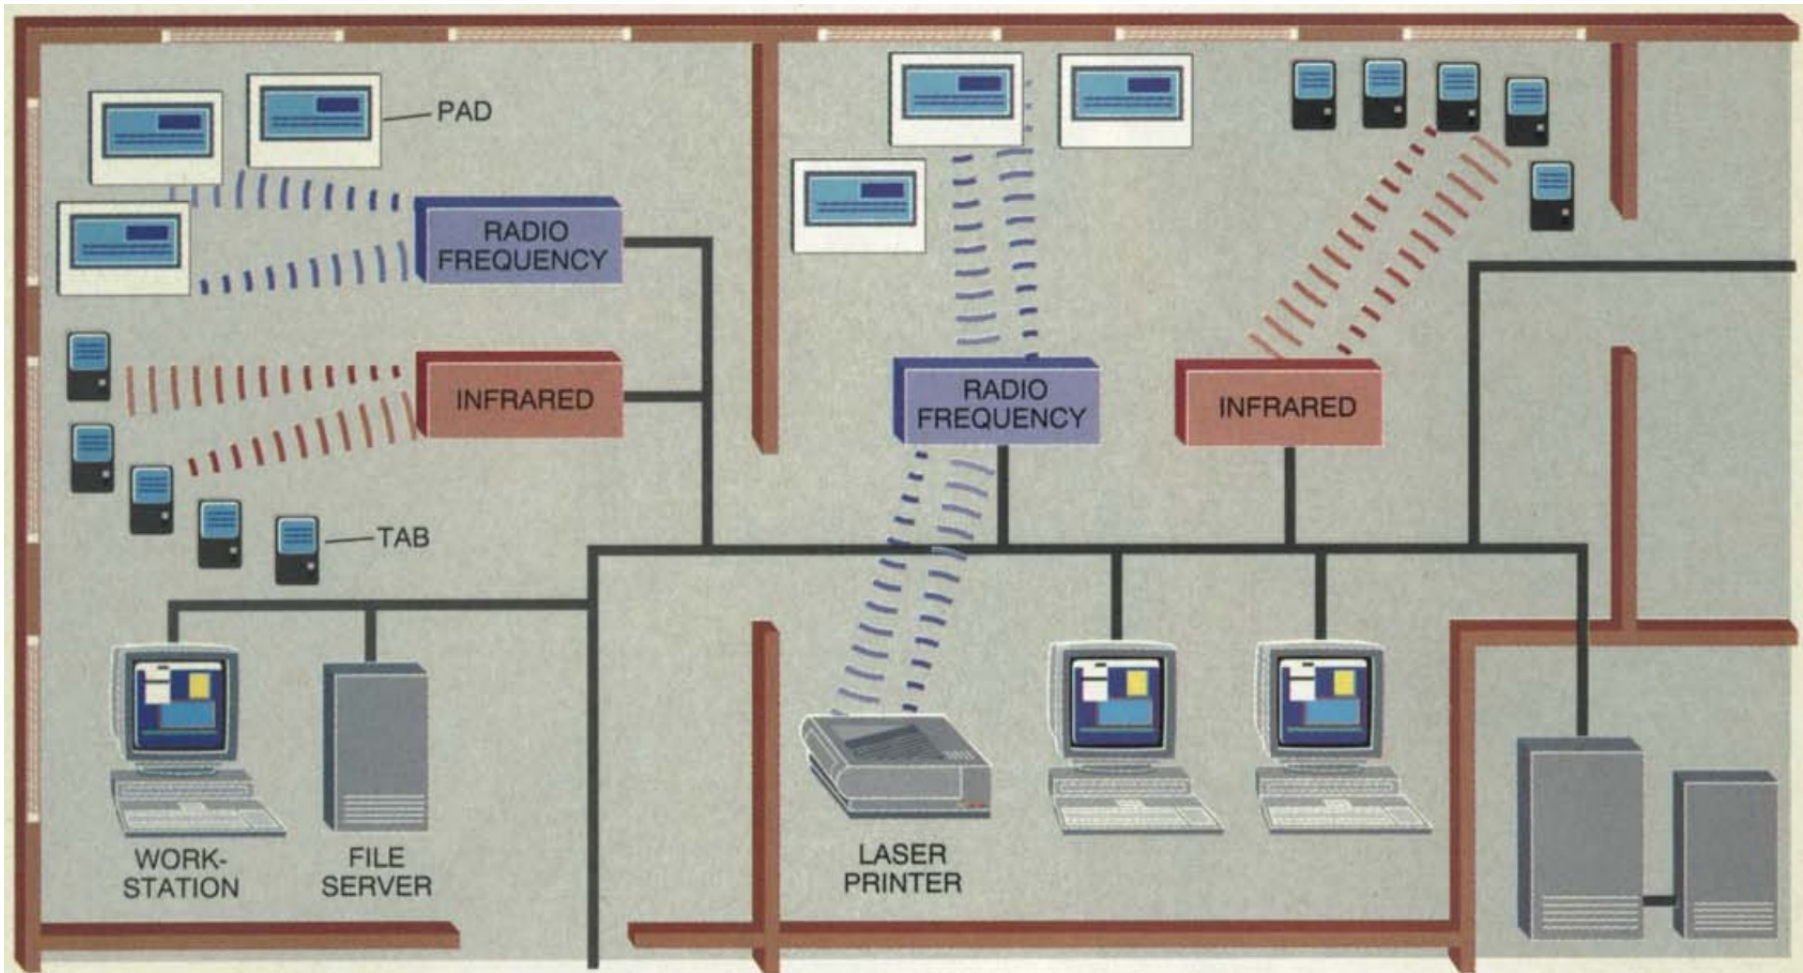 PAD
RADIO
FREQUENCY
INFRARED
TAB
RADIO
FREQUENCY
INFRARED
WORK-
STATION
FILE
SERVER
LASER
PRINTER